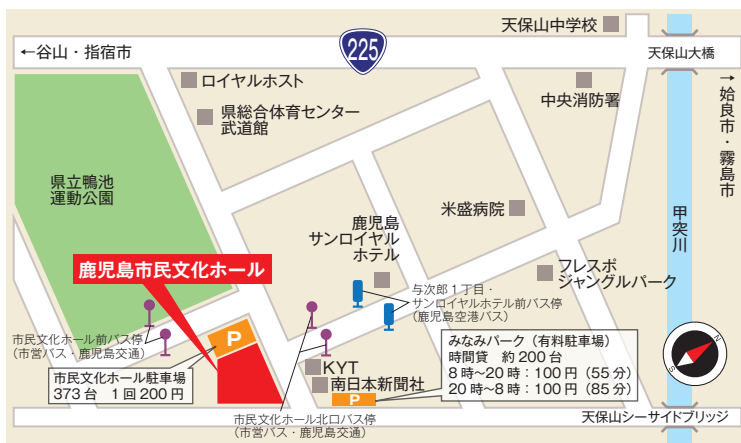 天保山中学校
←谷山・指宿市
225
天保山大橋
ロイヤルホスト
県総合体育センター
武道館
中央消防署
→姶良市・霧島市
県立鴨池
運動公園
米盛病院
甲突川
鹿児島
サンロイヤル
ホテル
鹿児島市民文化ホール
フレスポ
ジャングルパーク
与次郎1丁目・
サンロイヤルホテル前バス停
(鹿児島空港バス)
市民文化ホール前バス停
(市営バス・鹿児島交通)
P
みなみパーク(有料駐車場)
時間貸 約200台
8時〜20時:100円(55分)
20時〜8時:100円(85分)
N
S
KYT
南日本新聞社
P
市民文化ホール駐車場
373台 1回200円
市民文化ホール北口バス停
(市営バス・鹿児島交通)
天保山シーサイドブリッジ